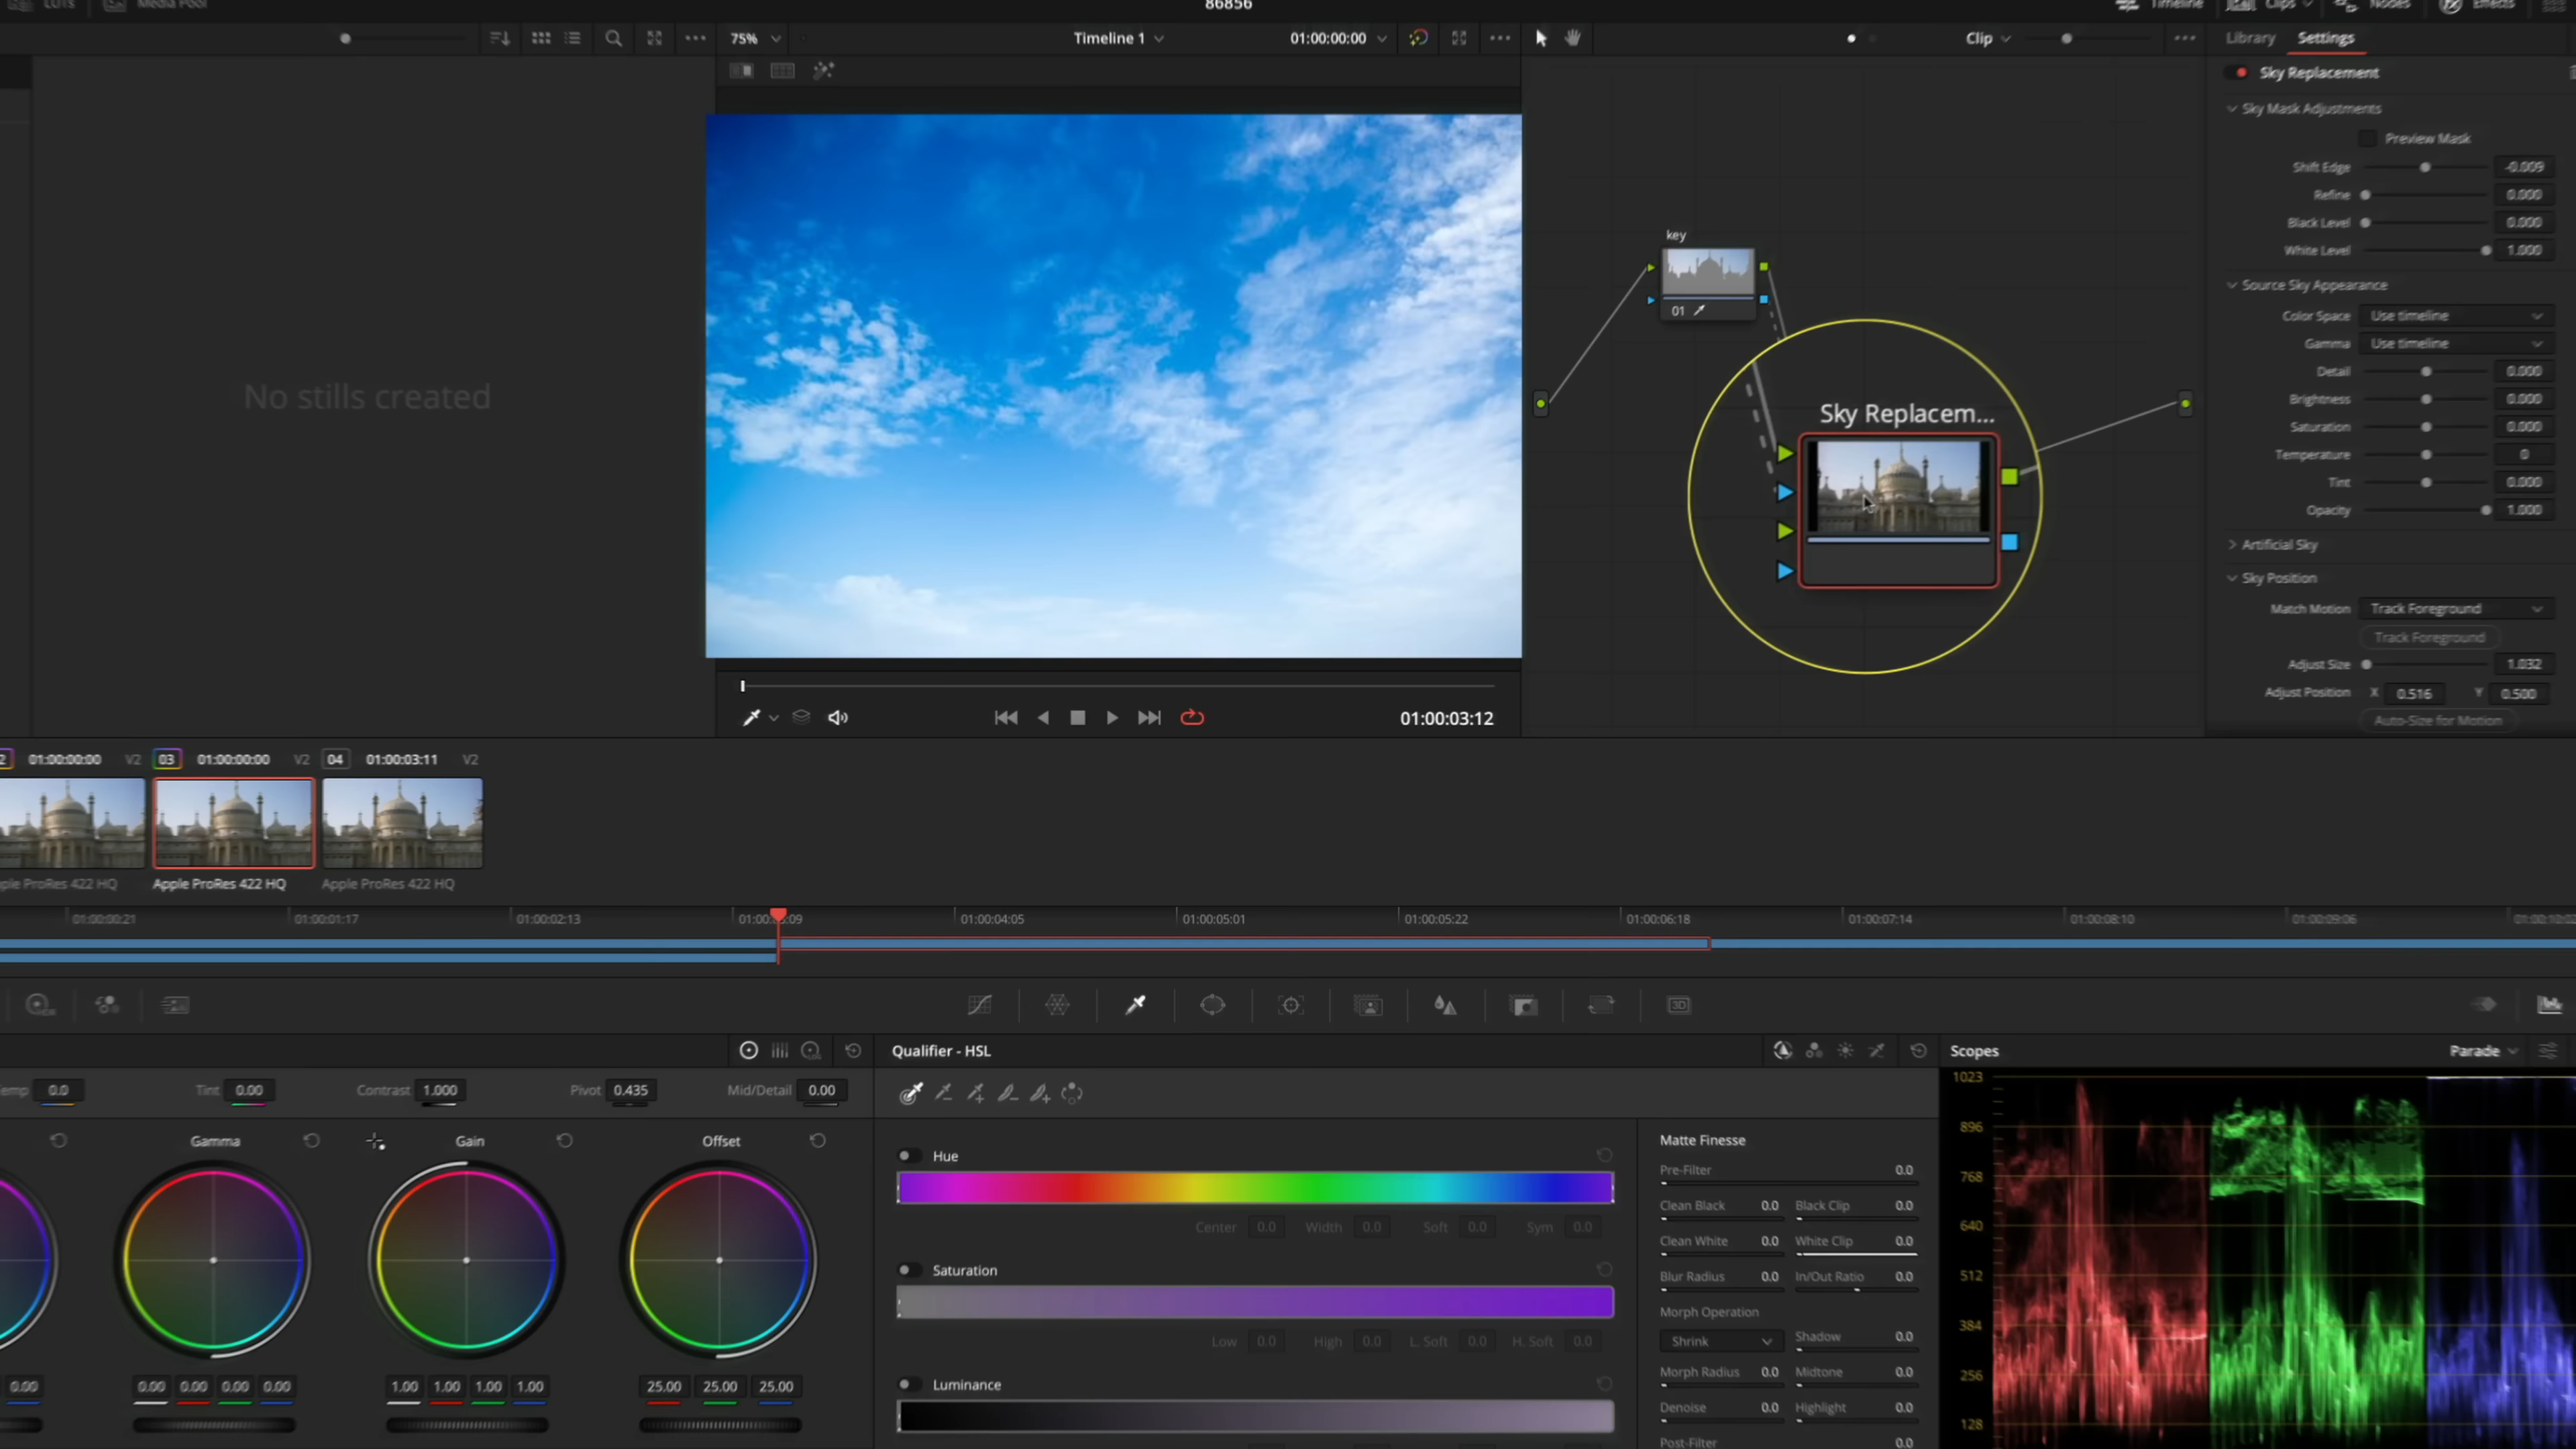 LUTs Media Pool 86856 Timeline Clips Nodes Effects
75% Timeline 1 01:00:00:00 Clip Library Settings
Sky Replacement
Sky Mask Adjustments
Preview Mask
Shift Edge -0.009
Refine 0.000
Black Level 0.000
White Level 1.000
Source Sky Appearance
Color Space Use timeline
Gamma Use timeline
Detail 0.000
Brightness 0.000
Saturation 0.000
Temperature 0
Tint 0.000
Opacity 1.000
Artificial Sky
Sky Position
Match Motion Track Foreground
Track Foreground
Adjust Size 1.032
Adjust Position X 0.516 Y 0.500
Auto-Size for Motion
No stills created
key
01
Sky Replacem...
01:00:03:12
2 01:00:00:00 V2 03 01:00:00:00 V2 04 01:00:03:11 V2
ple ProRes 422 HQ Apple ProRes 422 HQ Apple ProRes 422 HQ
01:00:00:21 01:00:01:17 01:00:02:13 01:00: :09 01:00:04:05 01:00:05:01 01:00:05:22 01:00:06:18 01:00:07:14 01:00:08:10 01:00:09:06 01:00:10:02
3D
Qualifier - HSL Scopes Parade
emp 0.0 Tint 0.00 Contrast 1.000 Pivot 0.435 Mid/Detail 0.00
Gamma Gain Offset
0.00 0.00 0.00 0.00 0.00 1.00 1.00 1.00 1.00 25.00 25.00 25.00
Hue
Center 0.0 Width 0.0 Soft 0.0 Sym 0.0
Saturation
Low 0.0 High 0.0 L. Soft 0.0 H. Soft 0.0
Luminance
Matte Finesse
Pre-Filter 0.0
Clean Black 0.0 Black Clip 0.0
Clean White 0.0 White Clip 0.0
Blur Radius 0.0 In/Out Ratio 0.0
Morph Operation
Shrink Shadow 0.0
Morph Radius 0.0 Midtone 0.0
Denoise 0.0 Highlight 0.0
Post-Filter 0.0
1023
896
768
640
512
384
256
128